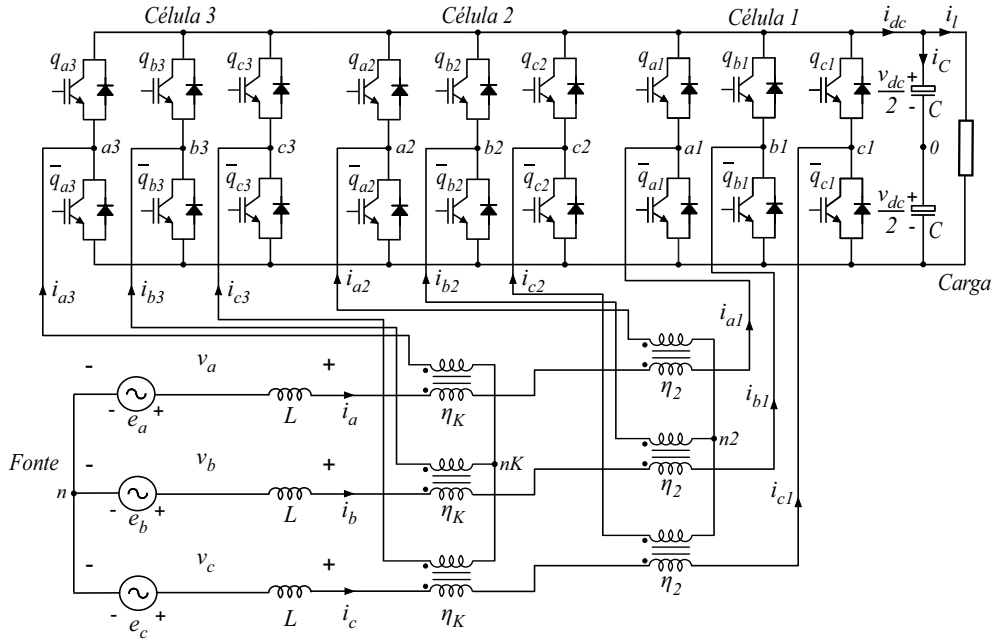 Célula 3 Célula 2 Célula 1 i_dc i_l
q_a3 q_b3 q_c3 q_a2 q_b2 q_c2 q_a1 q_b1 q_c1 i_C
v_dc/2 + - C
a3 b3 c3 a2 b2 c2 a1 b1 c1 0
q̅_a3 q̅_b3 q̅_c3 q̅_a2 q̅_b2 q̅_c2 q̅_a1 q̅_b1 q̅_c1
v_dc/2 + - C
i_a3 i_b3 i_c3 i_a2 i_b2 i_c2 Carga
i_a1
- v_a +
- e_a + L i_a η_K η_2 i_b1
Fonte - v_b + nK n2
n - e_b + L i_b η_K η_2 i_c1
- v_c +
- e_c + L i_c η_K η_2